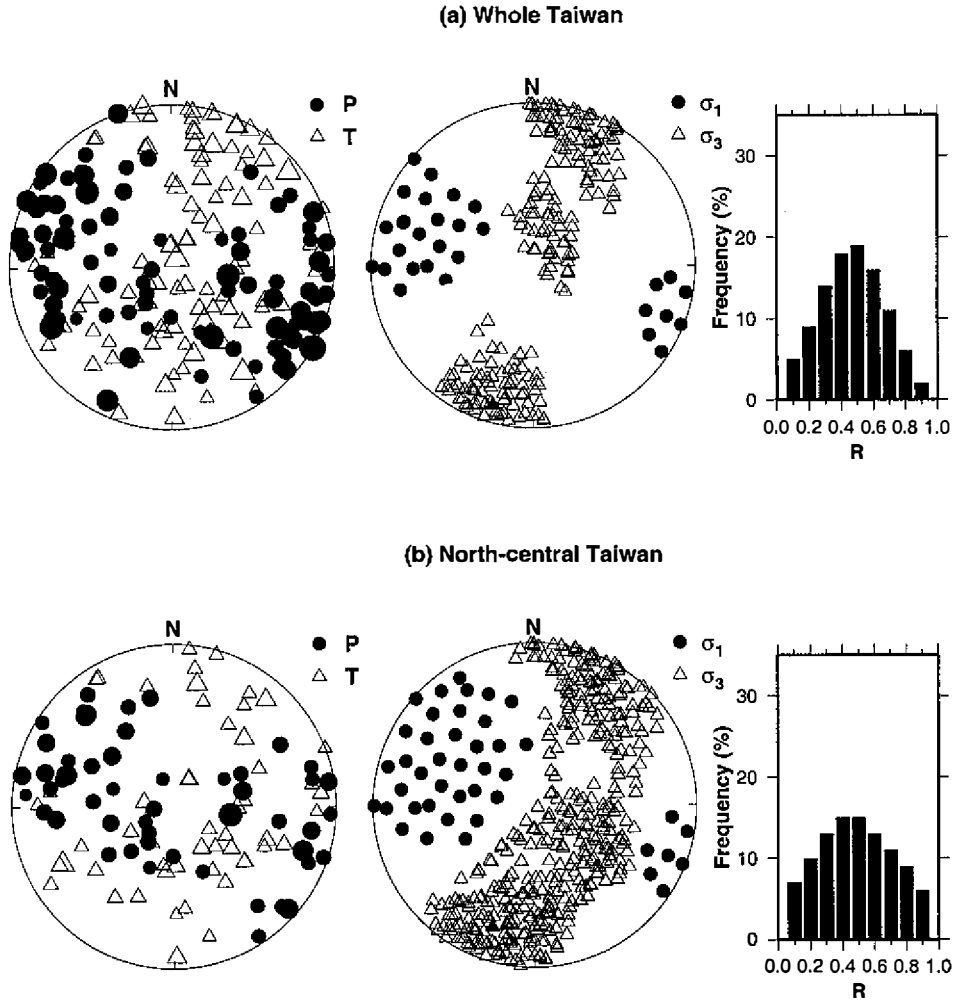 (a) Whole Taiwan
N
P
T
N
σ1
σ3
Frequency (%)
30
20
10
0
0.0 0.2 0.4 0.6 0.8 1.0
R
(b) North-central Taiwan
N
P
T
N
σ1
σ3
Frequency (%)
30
20
10
0
0.0 0.2 0.4 0.6 0.8 1.0
R